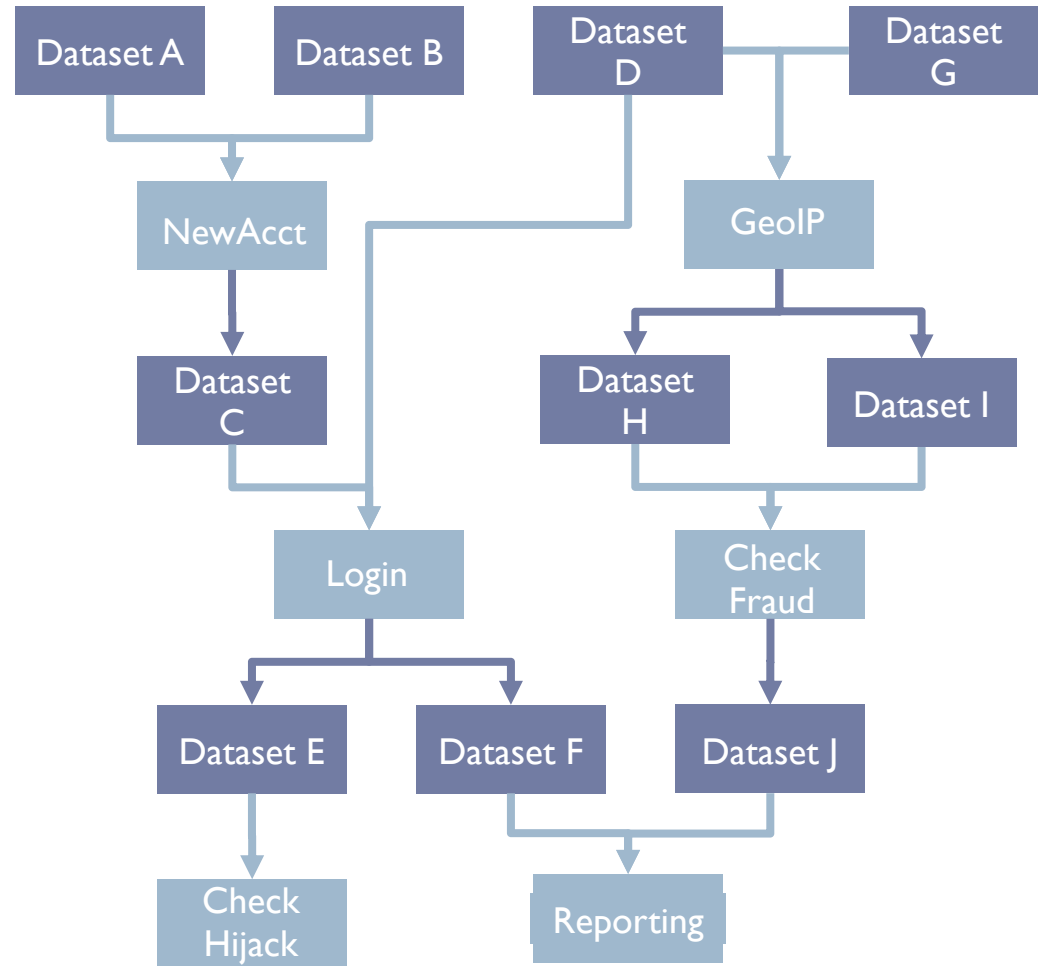 Dataset A
Dataset B
Dataset
D
Dataset
G
NewAcct
GeoIP
Dataset
C
Dataset
H
Dataset I
Login
Check
Fraud
Dataset E
Dataset F
Dataset J
Check
Hijack
Reporting